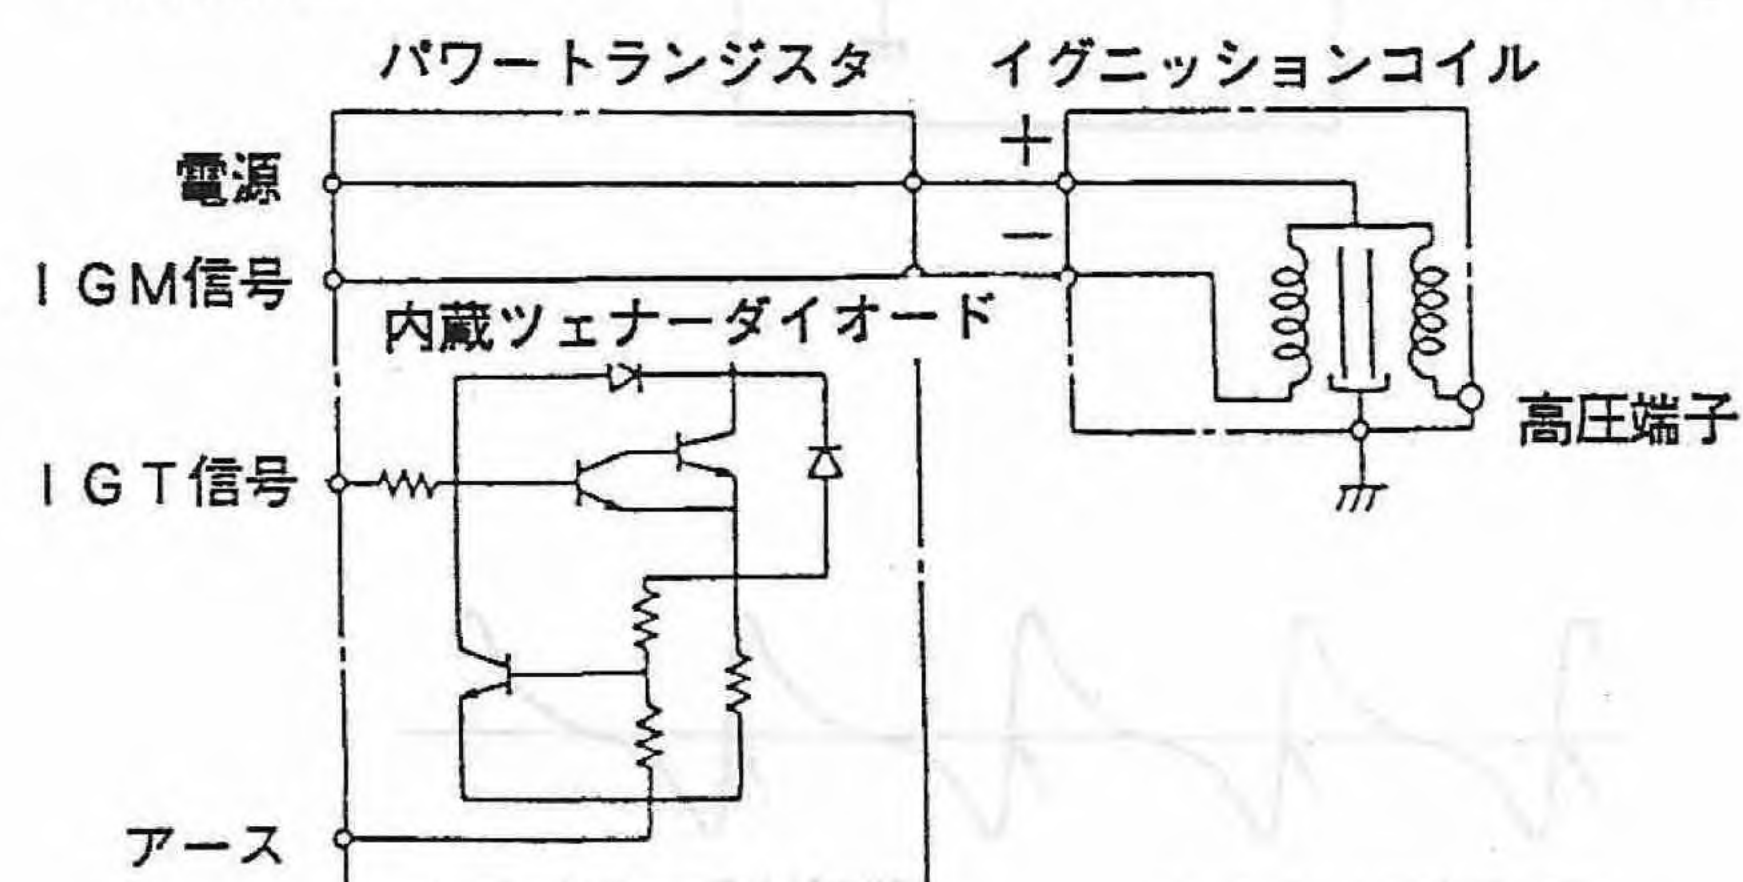 パワートランジスタ
イグニッションコイル
電源
+
−
IGM信号
内蔵ツェナーダイオード
IGT信号
高圧端子
アース